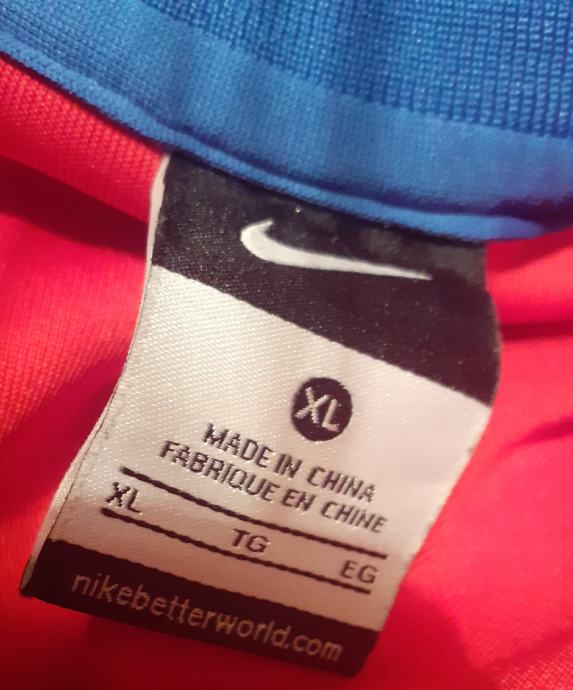 XL
MADE IN CHINA
FABRIQUE EN CHINE
XL TG EG
nikebetterworld.com